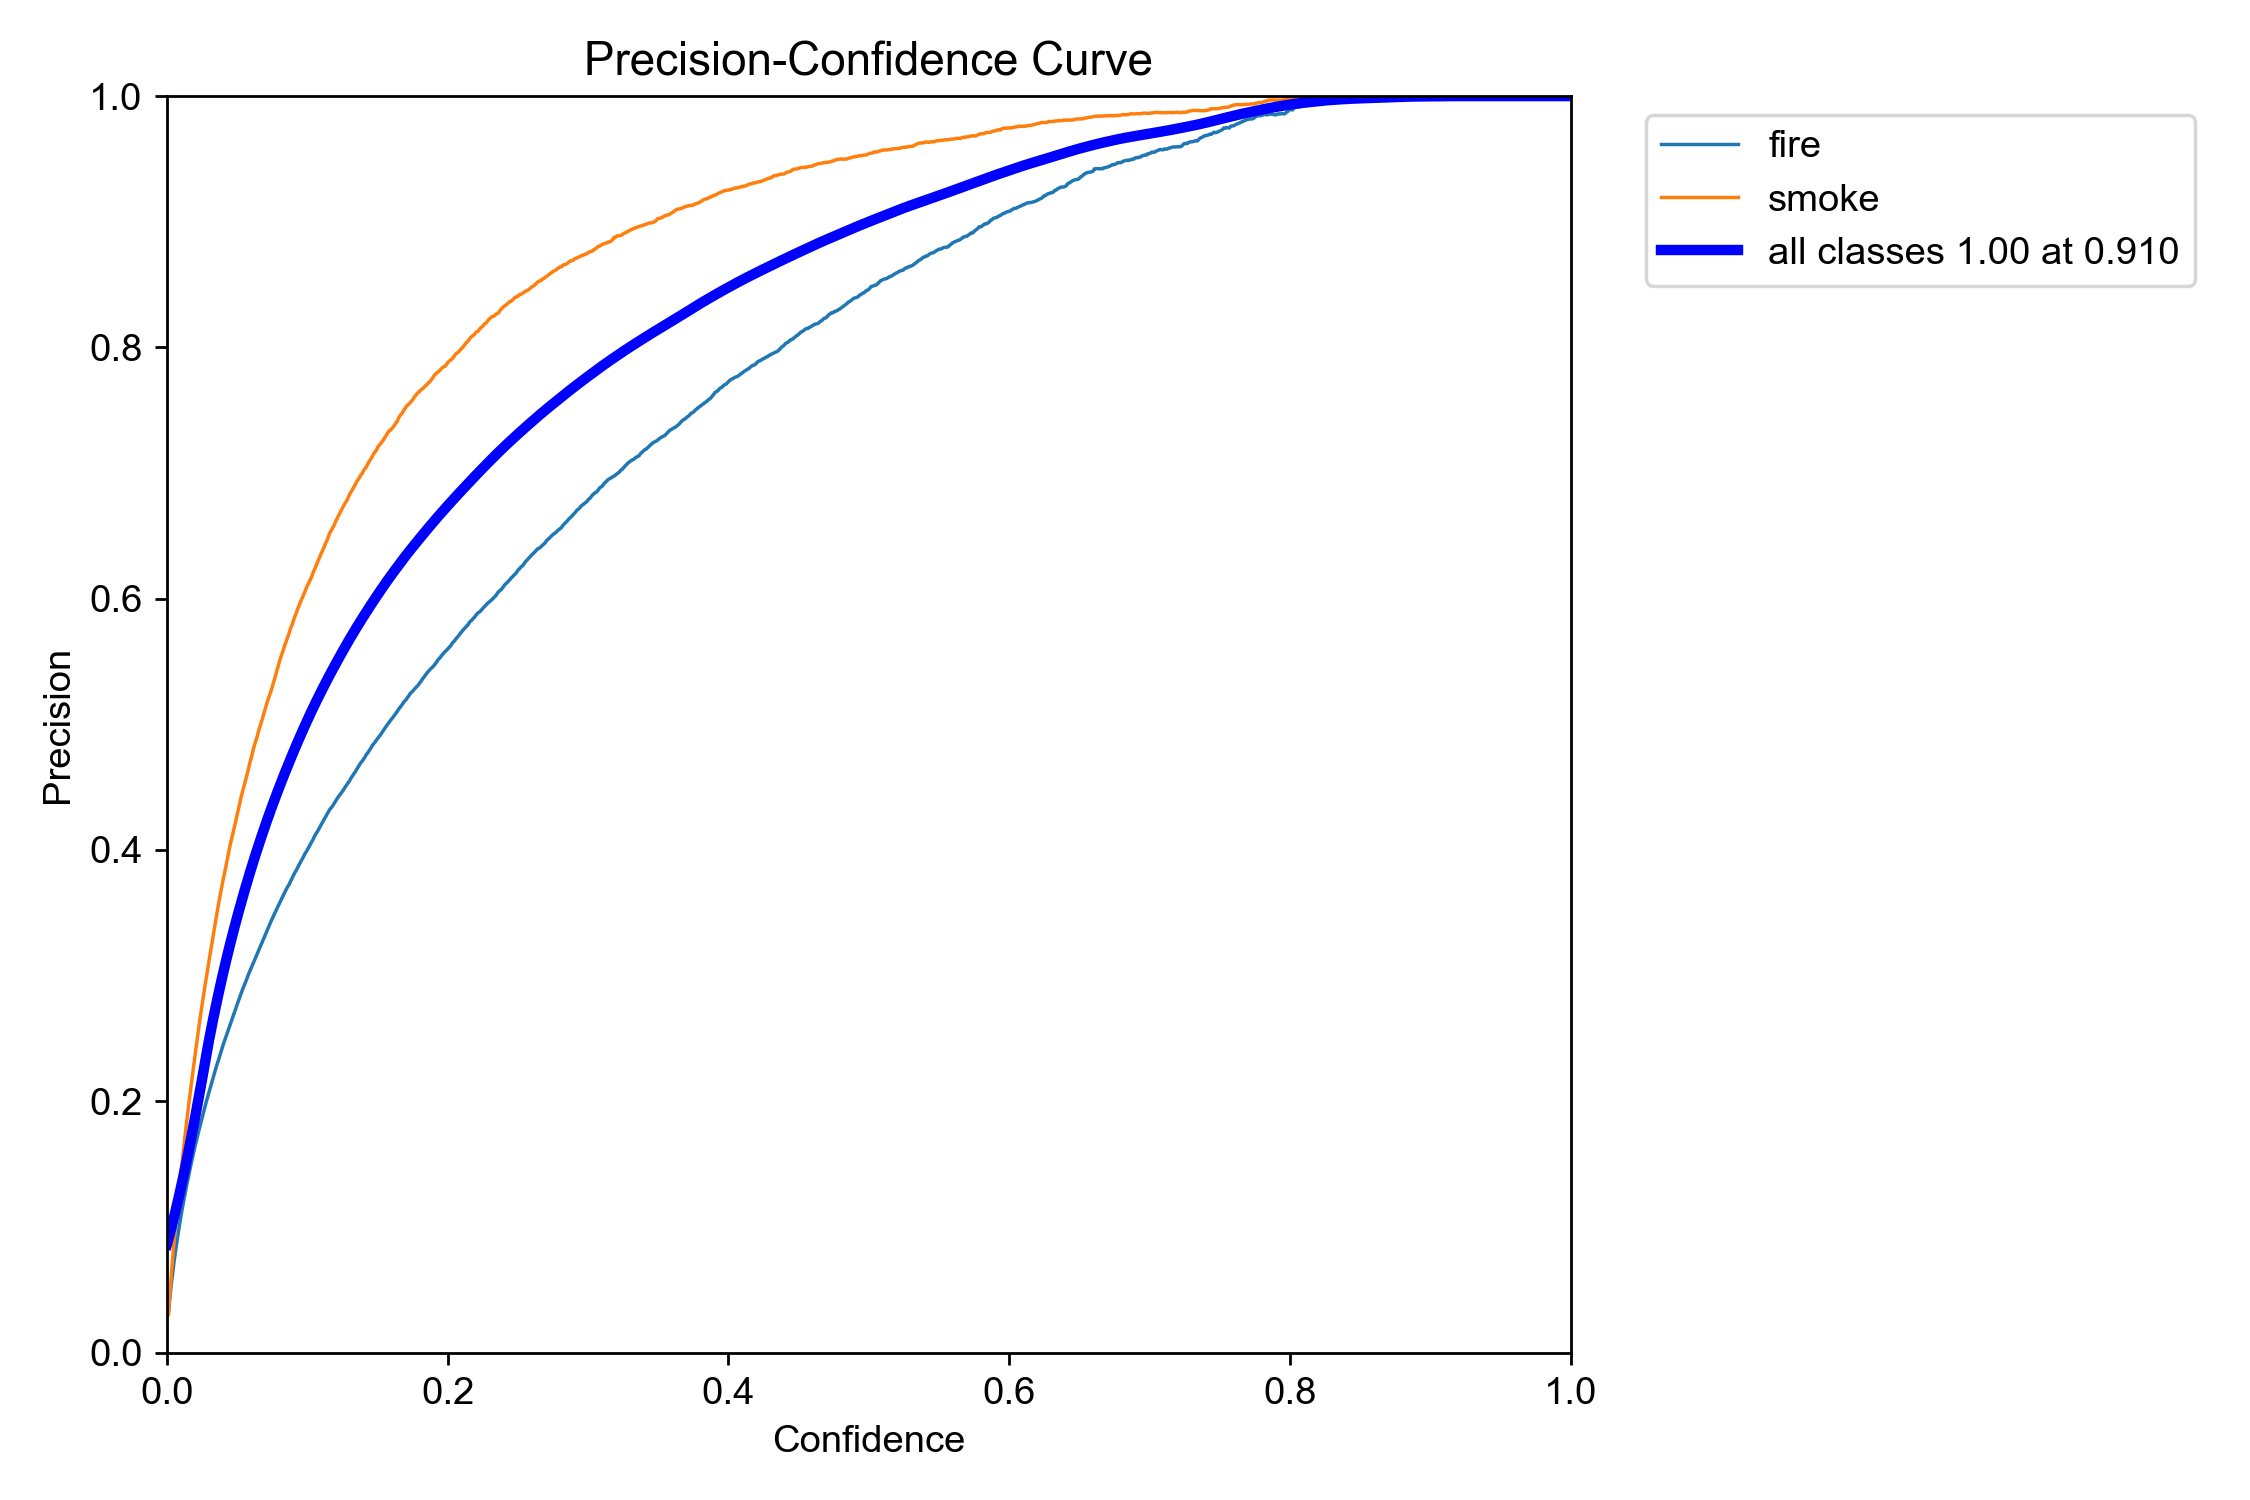 Precision-Confidence Curve
1.0
0.8
0.6
0.4
0.2
0.0
Precision
0.0 0.2 0.4 0.6 0.8 1.0
Confidence
fire
smoke
all classes 1.00 at 0.910